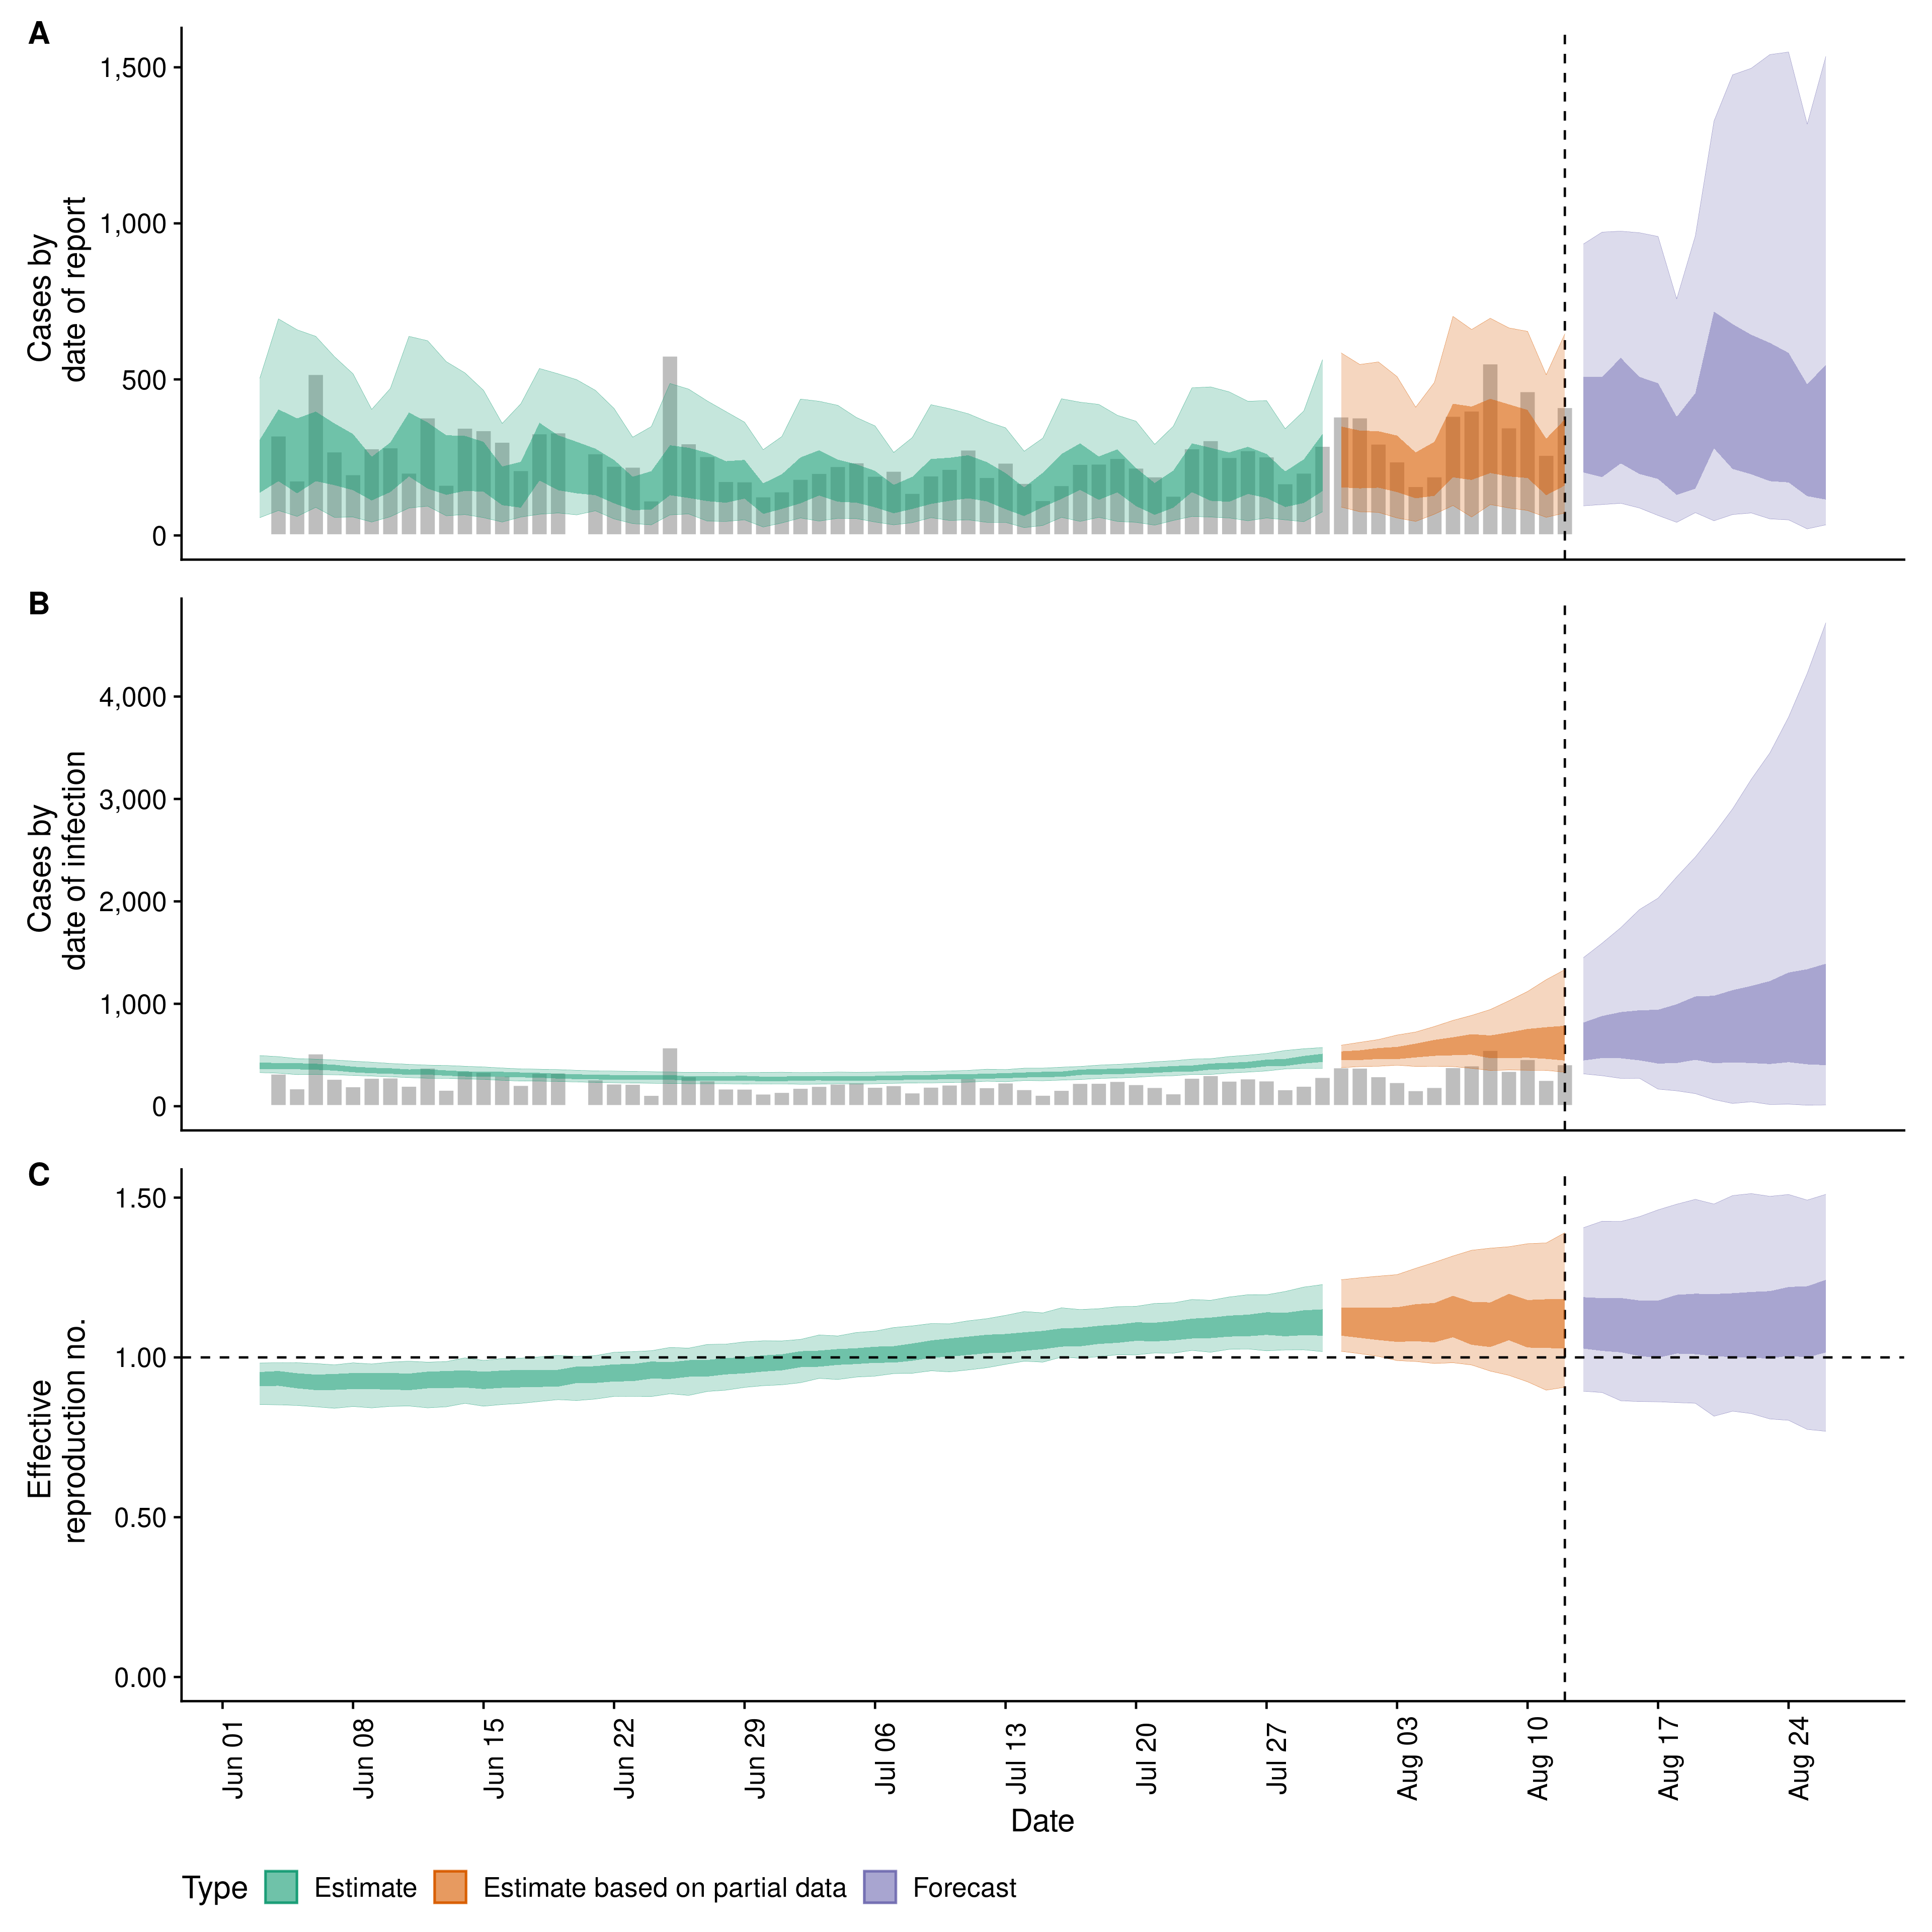 A
1,500
1,000
500
0
Cases by
date of report
B
4,000
3,000
2,000
1,000
0
Cases by
date of infection
C
1.50
1.00
0.50
0.00
Effective
reproduction no.
Jun 01
Jun 08
Jun 15
Jun 22
Jun 29
Jul 06
Jul 13
Jul 20
Jul 27
Aug 03
Aug 10
Aug 17
Aug 24
Date
Type Estimate Estimate based on partial data Forecast